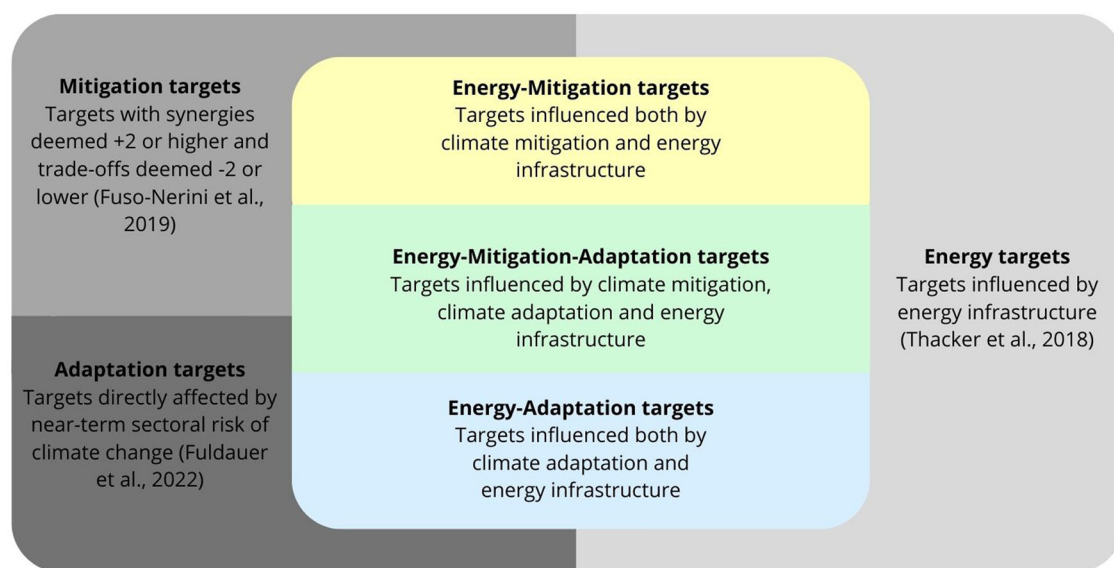 Mitigation targets
Targets with synergies
deemed +2 or higher and
trade-offs deemed -2 or
lower (Fuso-Nerini et al.,
2019)
Adaptation targets
Targets directly affected by
near-term sectoral risk of
climate change (Fuldauer
et al., 2022)
Energy-Mitigation targets
Targets influenced both by
climate mitigation and energy
infrastructure
Energy-Mitigation-Adaptation targets
Targets influenced by climate mitigation,
climate adaptation and energy
infrastructure
Energy-Adaptation targets
Targets influenced both by
climate adaptation and
energy infrastructure
Energy targets
Targets influenced by
energy infrastructure
(Thacker et al., 2018)